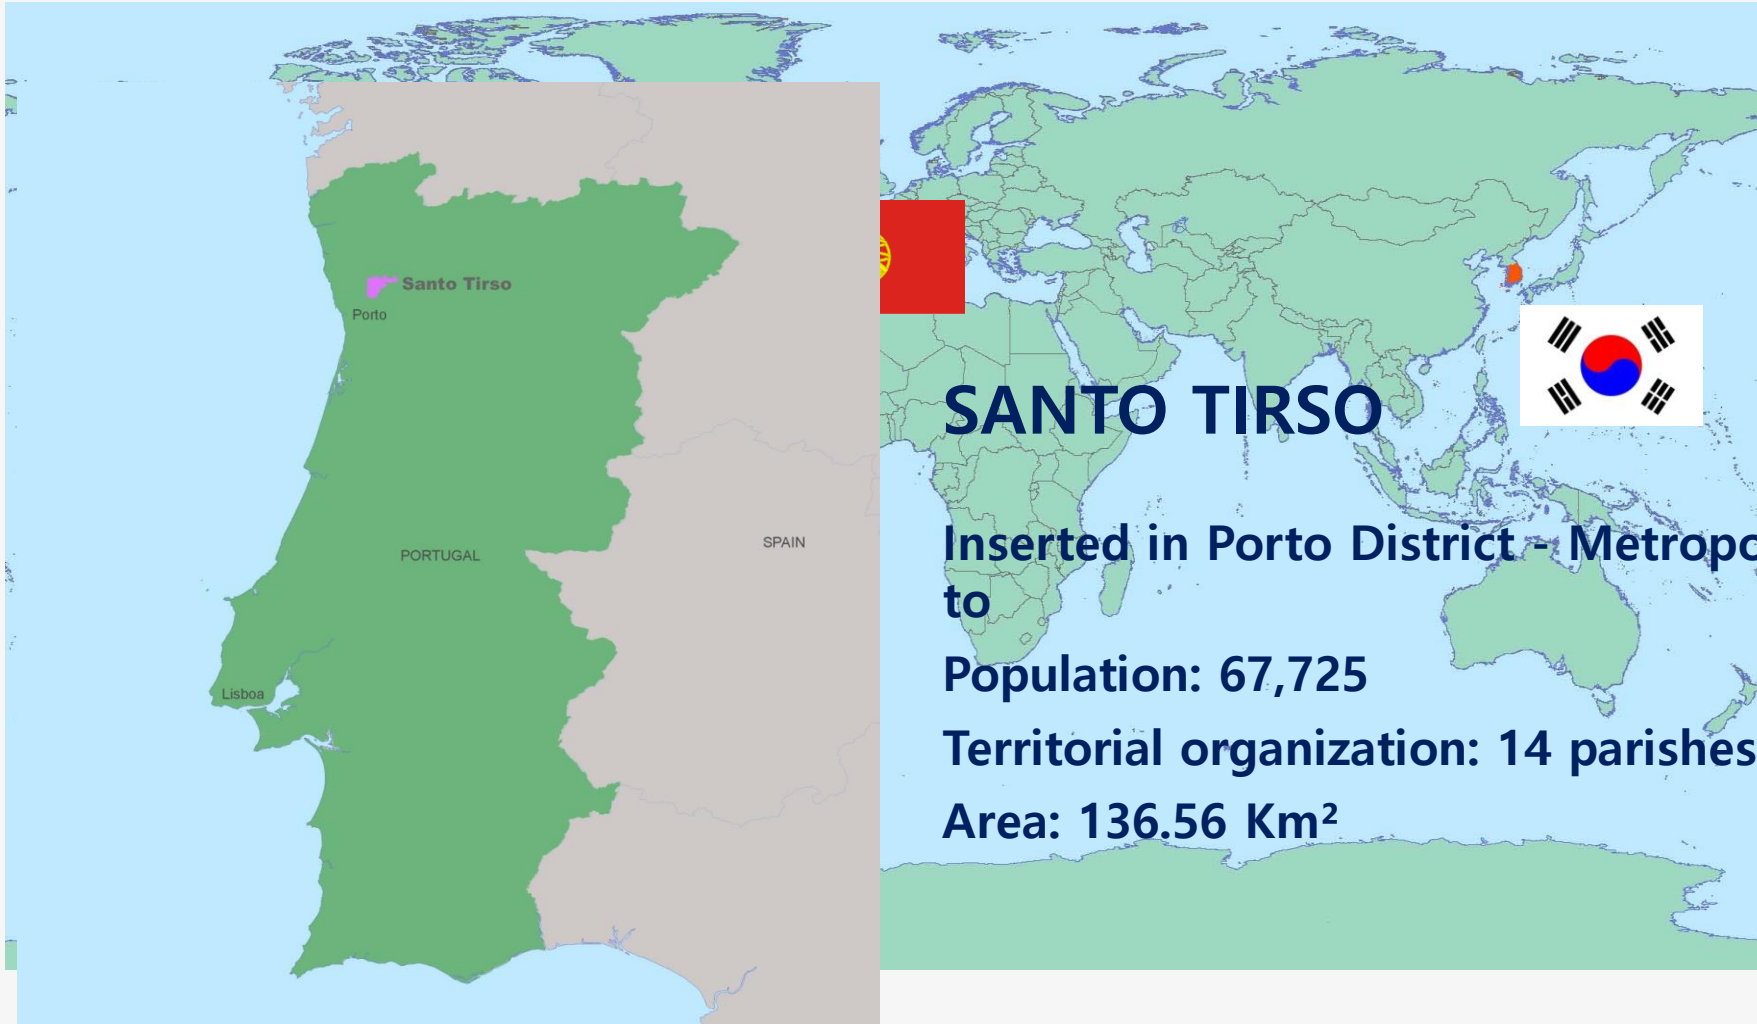 Santo Tirso
Porto
PORTUGAL
SPAIN
Lisboa
SANTO TIRSO
Inserted in Porto District - Metropo
to
Population: 67,725
Territorial organization: 14 parishes
Area: 136.56 Km²